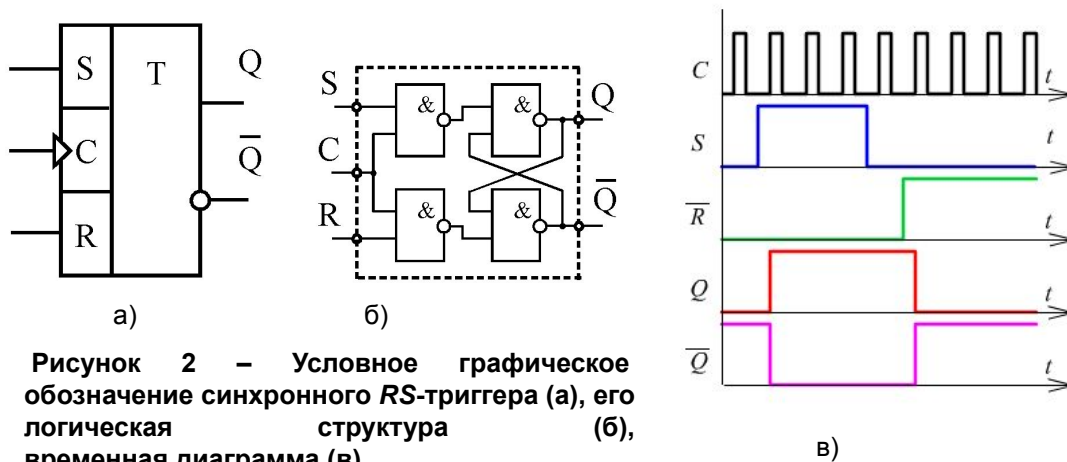 S
C
R
T
Q
Q̅
а)
S
C
R
&
&
&
&
Q
Q̅
б)
C
t
S
t
R̅
t
Q
t
Q̅
t
в)
Рисунок 2 – Условное графическое
обозначение синхронного RS-триггера (а), его
логическая структура (б),
временная диаграмма (в)